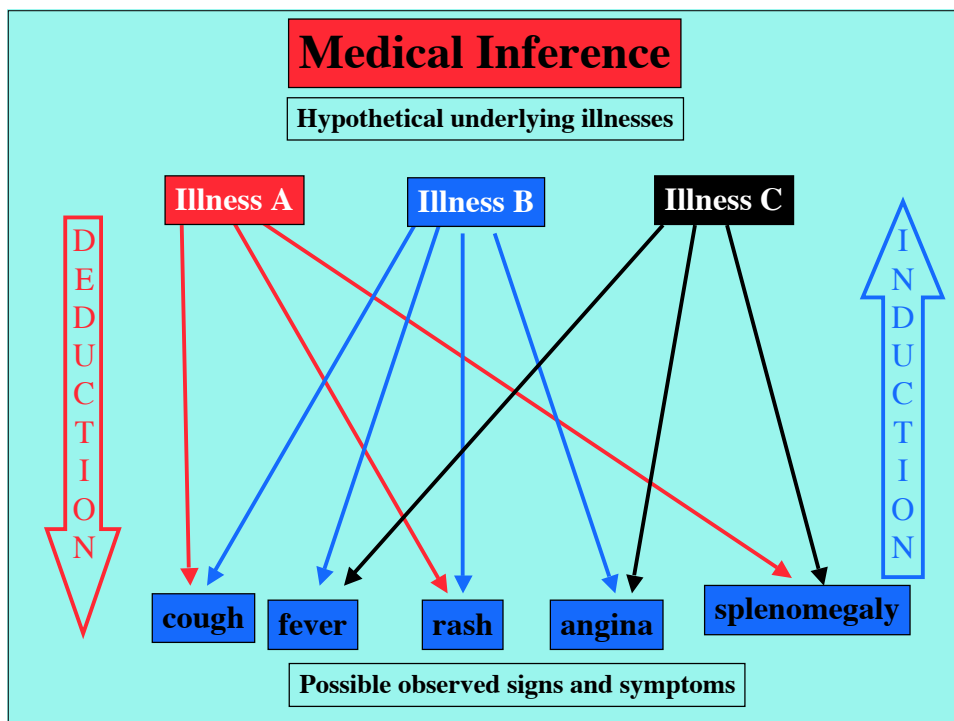 Medical Inference
Hypothetical underlying illnesses
Illness A
Illness B
Illness C
DEDUCTION
INDUCTION
cough
fever
rash
angina
splenomegaly
Possible observed signs and symptoms